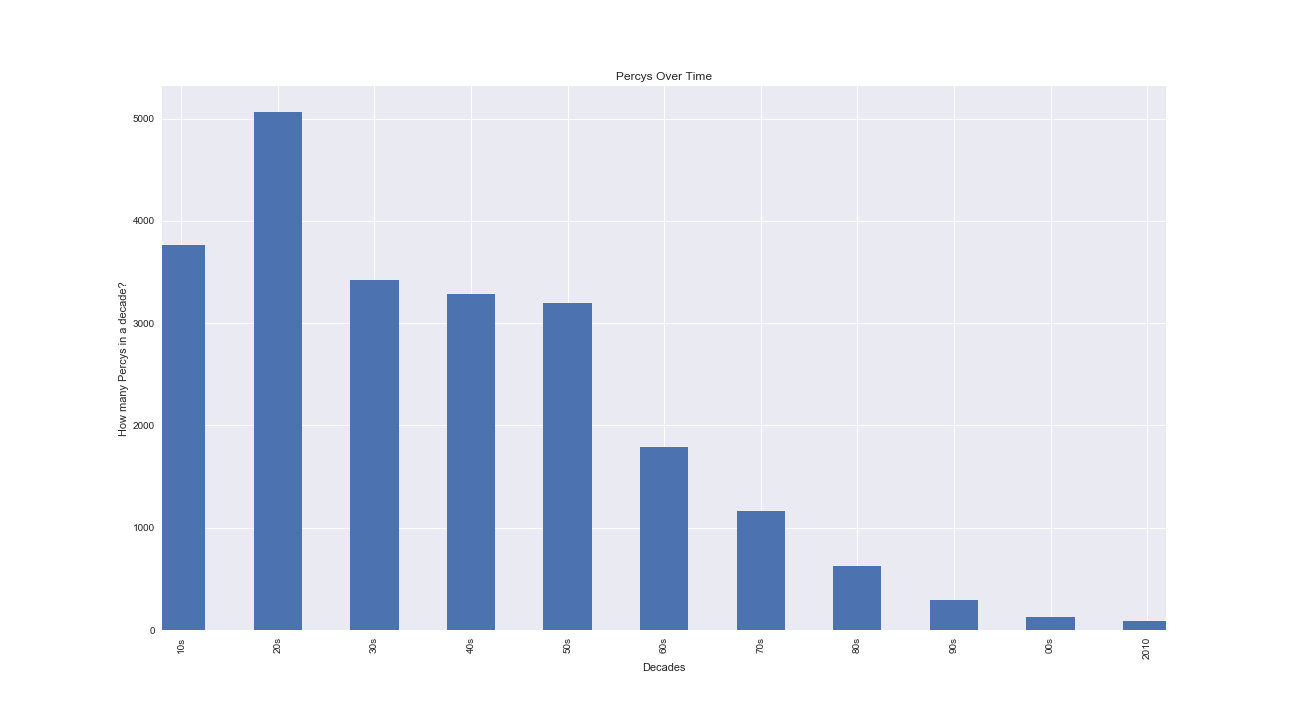 Percys Over Time
How many Percys in a decade?
5000
4000
3000
2000
1000
0
10s
20s
30s
40s
50s
60s
70s
80s
90s
00s
2010
Decades